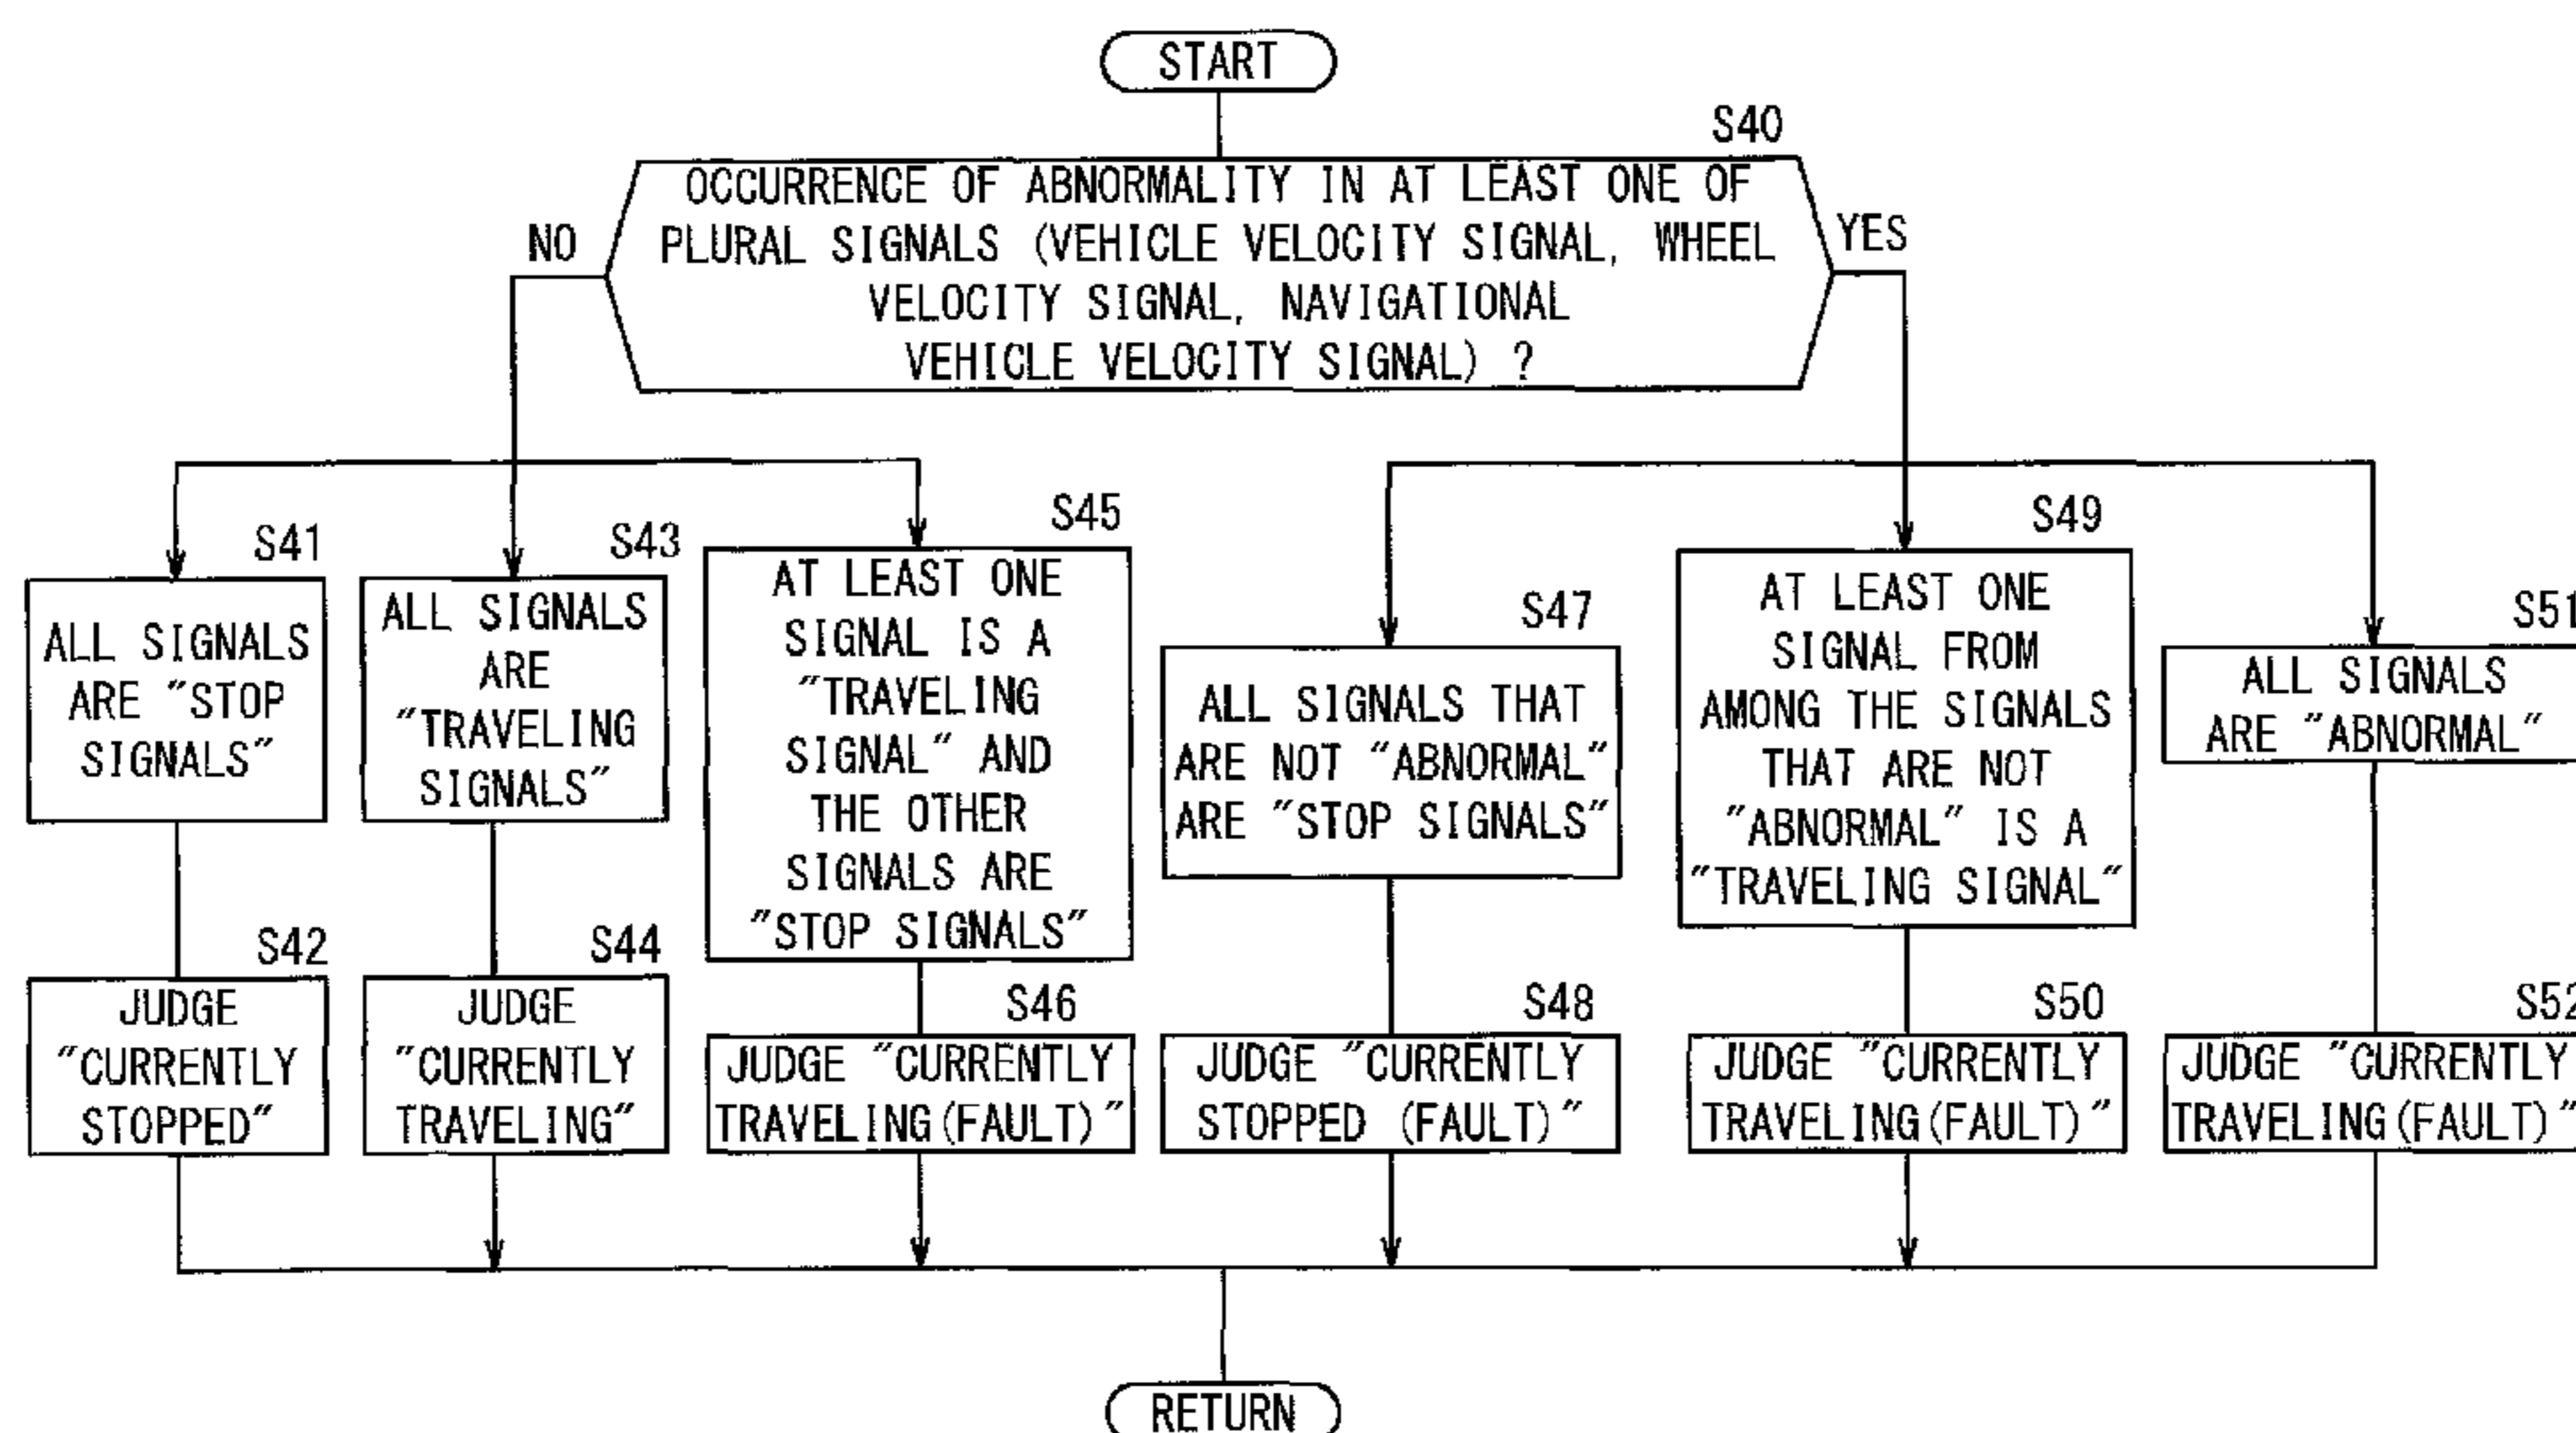 START
S40
OCCURRENCE OF ABNORMALITY IN AT LEAST ONE OF
PLURAL SIGNALS (VEHICLE VELOCITY SIGNAL, WHEEL
VELOCITY SIGNAL, NAVIGATIONAL
VEHICLE VELOCITY SIGNAL) ?
NO
YES
S41
ALL SIGNALS
ARE "STOP
SIGNALS"
S43
ALL SIGNALS
ARE
"TRAVELING
SIGNALS"
S45
AT LEAST ONE
SIGNAL IS A
"TRAVELING
SIGNAL" AND
THE OTHER
SIGNALS ARE
"STOP SIGNALS"
S47
ALL SIGNALS THAT
ARE NOT "ABNORMAL"
ARE "STOP SIGNALS"
S49
AT LEAST ONE
SIGNAL FROM
AMONG THE SIGNALS
THAT ARE NOT
"ABNORMAL" IS A
"TRAVELING SIGNAL"
S51
ALL SIGNALS
ARE "ABNORMAL"
S42
JUDGE
"CURRENTLY
STOPPED"
S44
JUDGE
"CURRENTLY
TRAVELING"
S46
JUDGE "CURRENTLY
TRAVELING(FAULT)"
S48
JUDGE "CURRENTLY
STOPPED (FAULT)"
S50
JUDGE "CURRENTLY
TRAVELING(FAULT)"
S52
JUDGE "CURRENTLY
TRAVELING(FAULT)"
RETURN